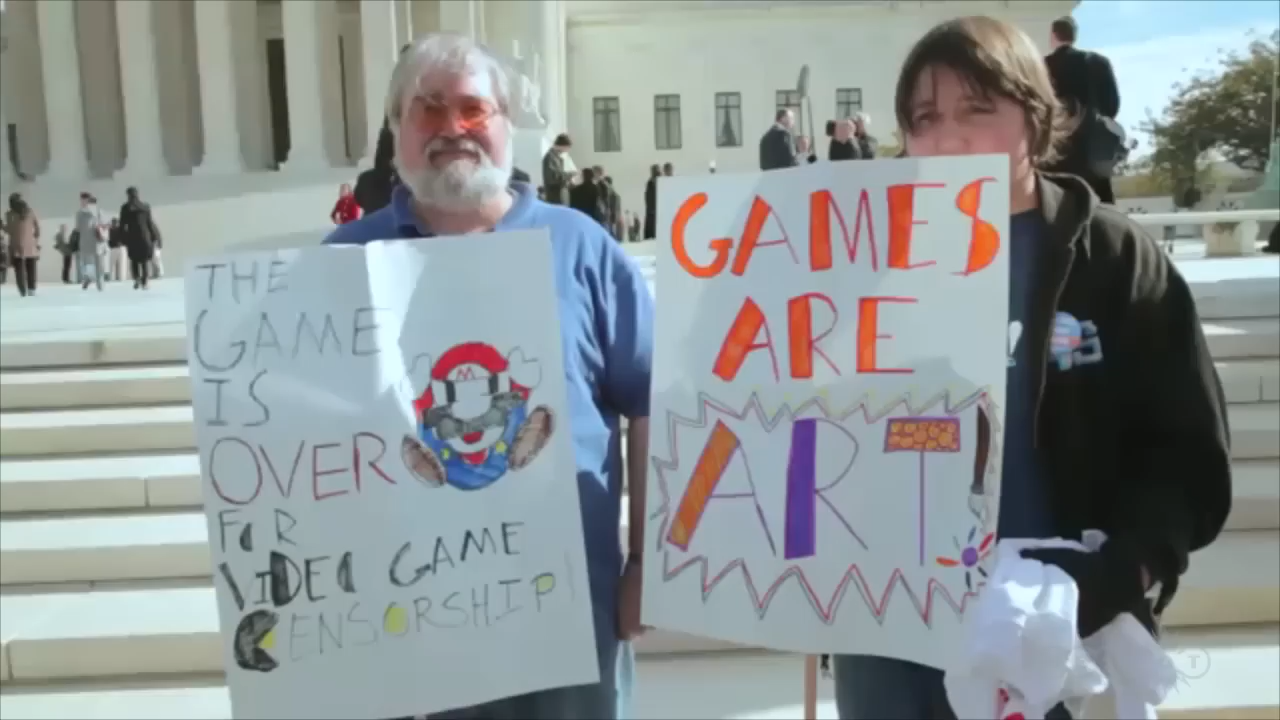 THE
GAME
IS
OVER
FOR
VIDEO GAME
CENSORSHIP!
M
GAMES
ARE
ART
T